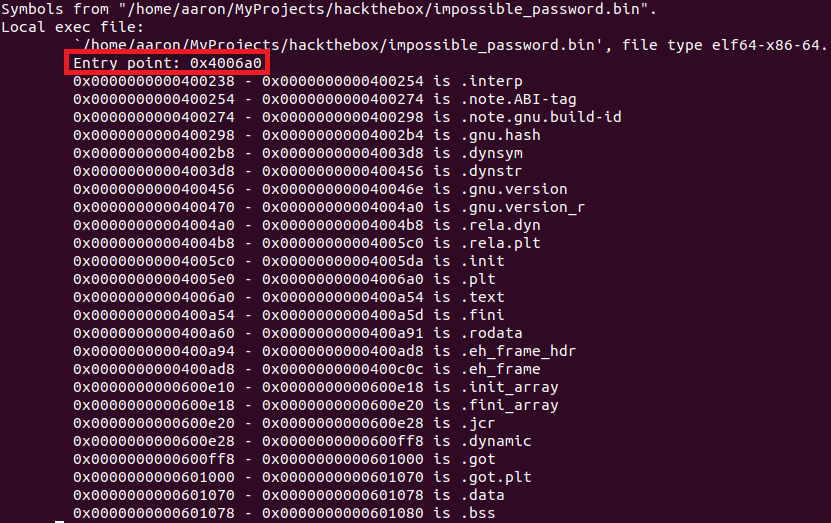 Symbols from "/home/aaron/MyProjects/hackthebox/impossible_password.bin".
Local exec file:
`/home/aaron/MyProjects/hackthebox/impossible_password.bin', file type elf64-x86-64.
Entry point: 0x4006a0
0x0000000000400238 - 0x0000000000400254 is .interp
0x0000000000400254 - 0x0000000000400274 is .note.ABI-tag
0x0000000000400274 - 0x0000000000400298 is .note.gnu.build-id
0x0000000000400298 - 0x00000000004002b4 is .gnu.hash
0x00000000004002b8 - 0x00000000004003d8 is .dynsym
0x00000000004003d8 - 0x0000000000400456 is .dynstr
0x0000000000400456 - 0x000000000040046e is .gnu.version
0x0000000000400470 - 0x00000000004004a0 is .gnu.version_r
0x00000000004004a0 - 0x00000000004004b8 is .rela.dyn
0x00000000004004b8 - 0x00000000004005c0 is .rela.plt
0x00000000004005c0 - 0x00000000004005da is .init
0x00000000004005e0 - 0x00000000004006a0 is .plt
0x00000000004006a0 - 0x0000000000400a54 is .text
0x0000000000400a54 - 0x0000000000400a5d is .fini
0x0000000000400a60 - 0x0000000000400a91 is .rodata
0x0000000000400a94 - 0x0000000000400ad8 is .eh_frame_hdr
0x0000000000400ad8 - 0x0000000000400c0c is .eh_frame
0x0000000000600e10 - 0x0000000000600e18 is .init_array
0x0000000000600e18 - 0x0000000000600e20 is .fini_array
0x0000000000600e20 - 0x0000000000600e28 is .jcr
0x0000000000600e28 - 0x0000000000600ff8 is .dynamic
0x0000000000600ff8 - 0x0000000000601000 is .got
0x0000000000601000 - 0x0000000000601070 is .got.plt
0x0000000000601070 - 0x0000000000601078 is .data
0x0000000000601078 - 0x0000000000601080 is .bss